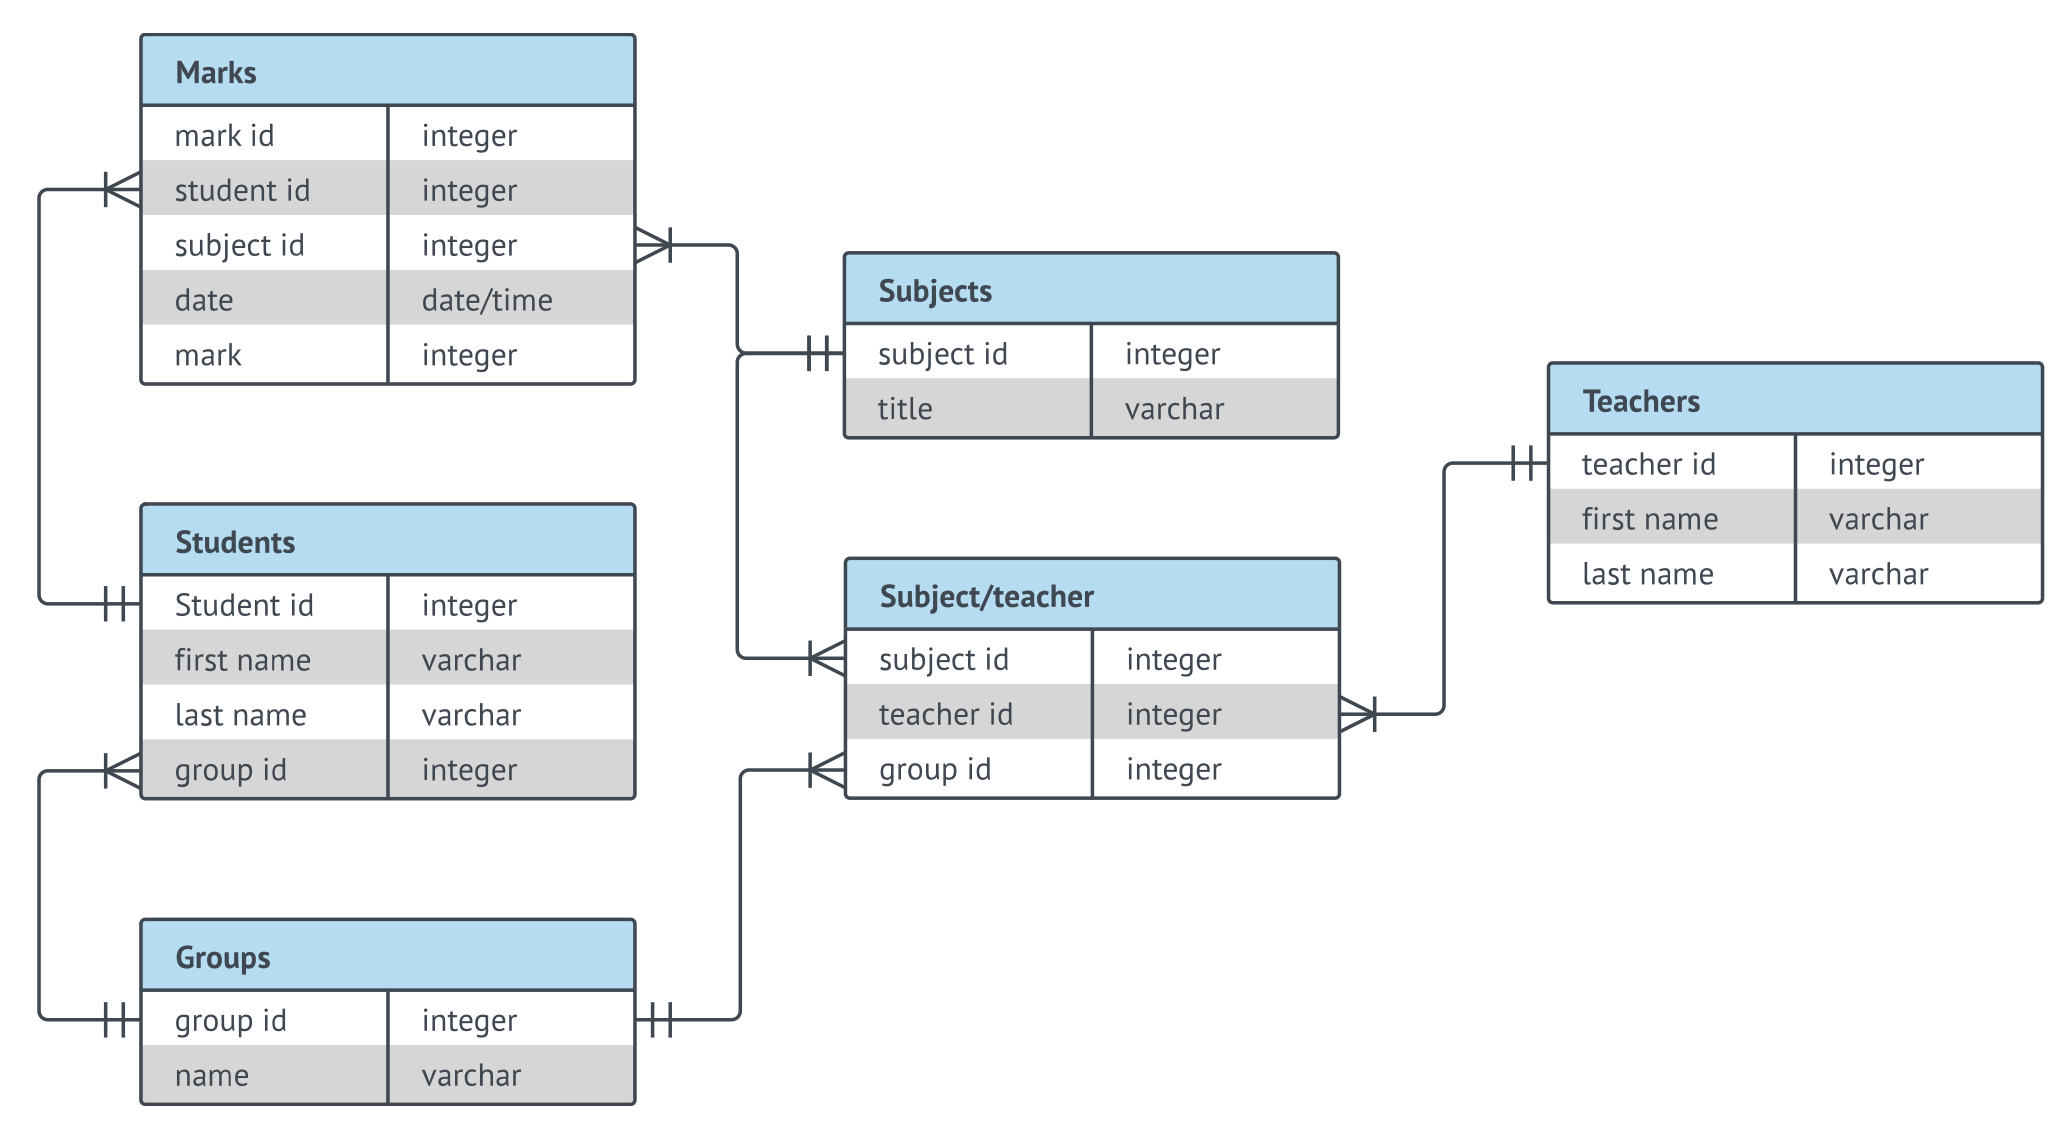 Marks
mark id integer
student id integer
subject id integer
date date/time
mark integer
Subjects
subject id integer
title varchar
Teachers
teacher id integer
first name varchar
last name varchar
Students
Student id integer
first name varchar
last name varchar
group id integer
Subject/teacher
subject id integer
teacher id integer
group id integer
Groups
group id integer
name varchar